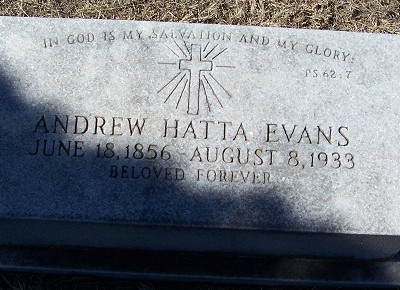 IN GOD IS MY SALVATION AND MY GLORY:
PS. 62:7
ANDREW HATTA EVANS
JUNE 18, 1856 AUGUST 8, 1933
BELOVED FOREVER